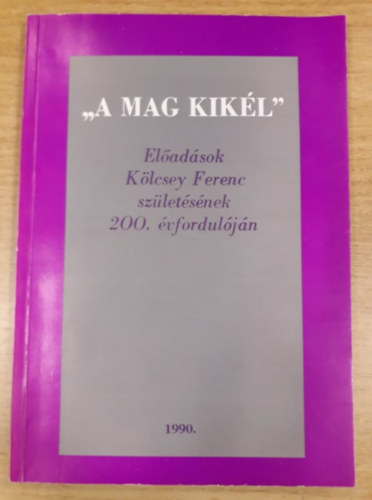 „A MAG KIKÉL”
Előadások
Kölcsey Ferenc
születésének
200. évfordulóján
1990.